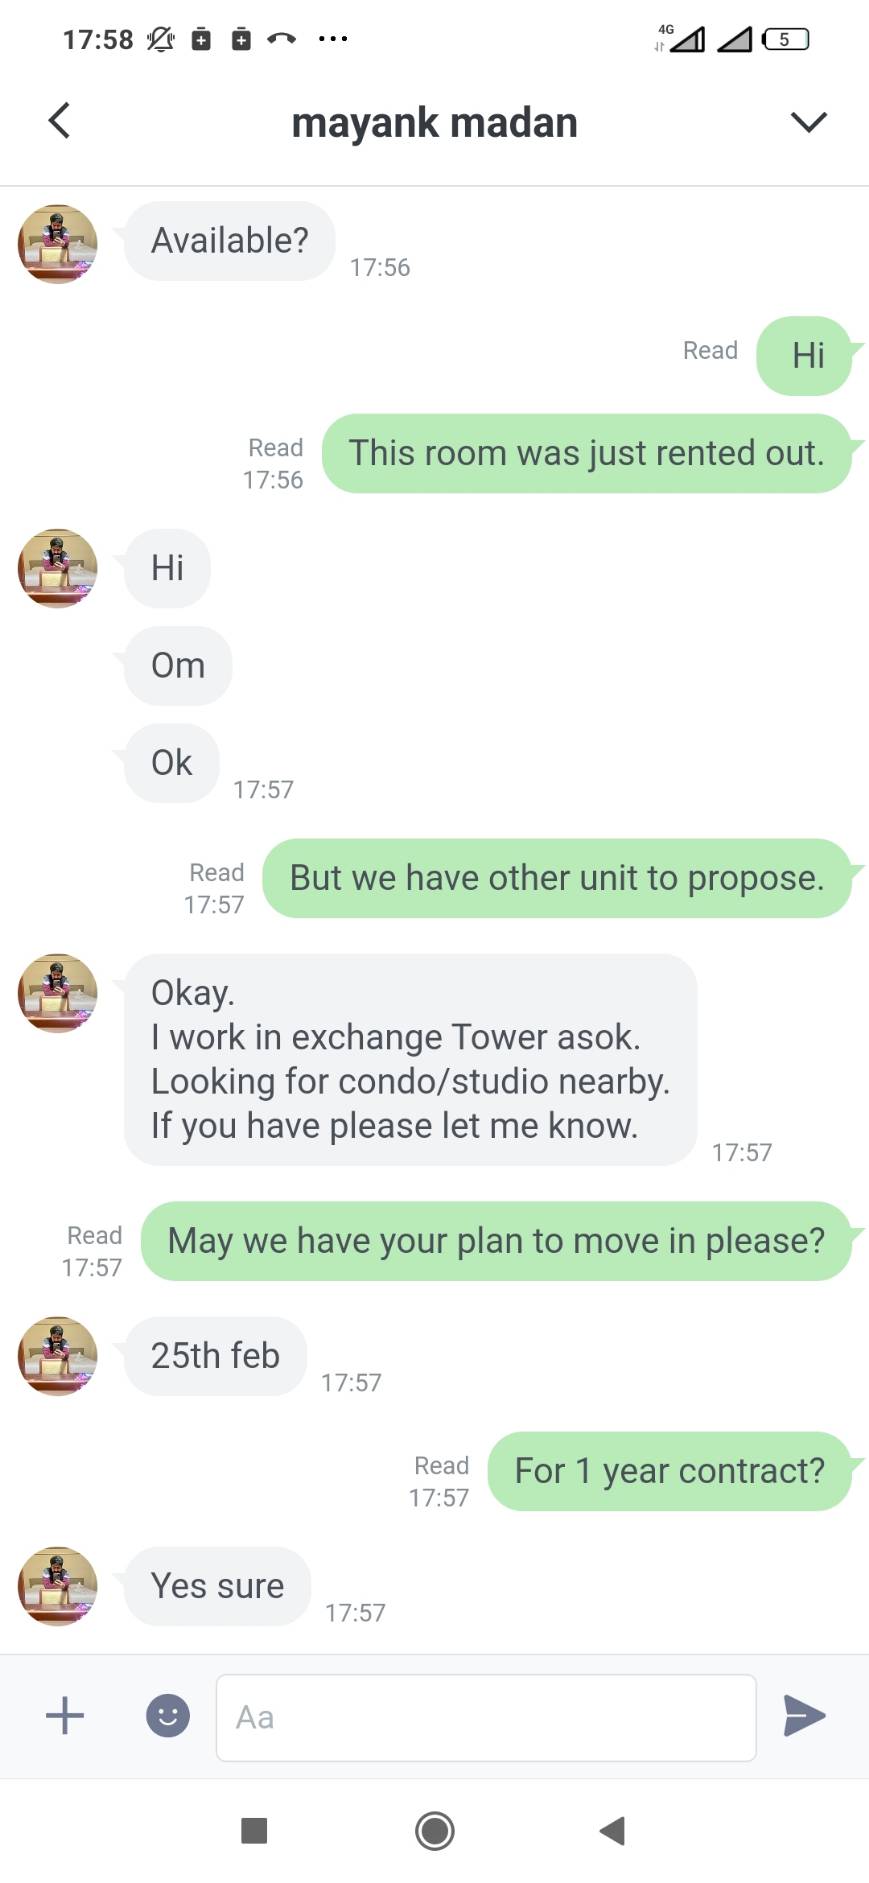 17:58
4G
5
mayank madan
Available?
17:56
Read
Hi
Read
17:56
This room was just rented out.
Hi
Om
Ok
17:57
Read
17:57
But we have other unit to propose.
Okay.
I work in exchange Tower asok.
Looking for condo/studio nearby.
If you have please let me know.
17:57
Read
17:57
May we have your plan to move in please?
25th feb
17:57
Read
17:57
For 1 year contract?
Yes sure
17:57
Aa